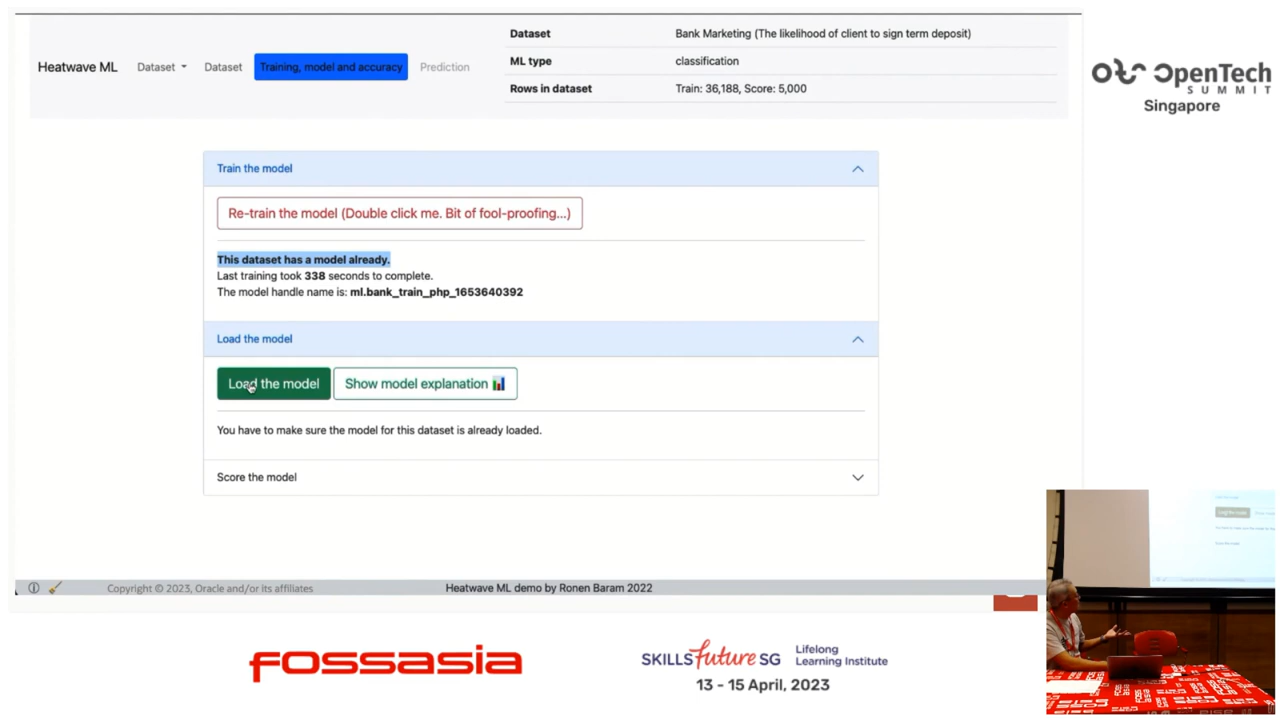 Heatwave ML
Dataset
Dataset
Training, model and accuracy
Prediction
Dataset Bank Marketing (The likelihood of client to sign term deposit)
ML type classification
Rows in dataset Train: 36,188, Score: 5,000
OpenTech
SUMMIT
Singapore
Train the model
Re-train the model (Double click me. Bit of fool-proofing...)
This dataset has a model already.
Last training took 338 seconds to complete.
The model handle name is: ml.bank_train_php_1653640392
Load the model
Load the model
Show model explanation
You have to make sure the model for this dataset is already loaded.
Score the model
Copyright © 2023, Oracle and/or its affiliates
Heatwave ML demo by Ronen Baram 2022
FOSSASIA
SKILLS future SG
Lifelong
Learning Institute
13 - 15 April, 2023